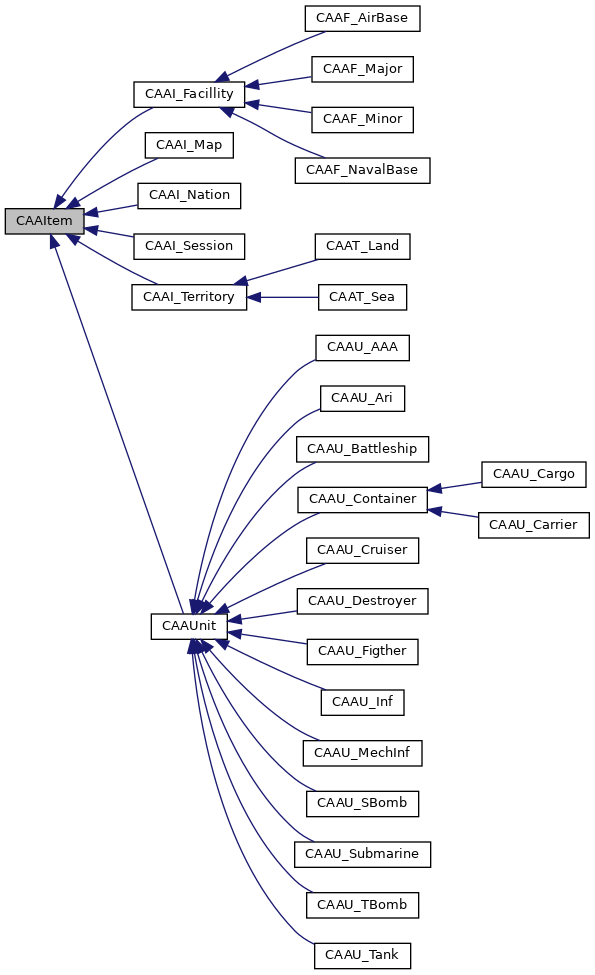 CAAF_AirBase
CAAF_Major
CAAI_Facillity
CAAF_Minor
CAAI_Map
CAAF_NavalBase
CAAI_Nation
CAAItem
CAAI_Session
CAAT_Land
CAAI_Territory
CAAT_Sea
CAAU_AAA
CAAU_Ari
CAAU_Battleship
CAAU_Cargo
CAAU_Container
CAAU_Carrier
CAAU_Cruiser
CAAU_Destroyer
CAAUnit
CAAU_Figther
CAAU_Inf
CAAU_MechInf
CAAU_SBomb
CAAU_Submarine
CAAU_TBomb
CAAU_Tank